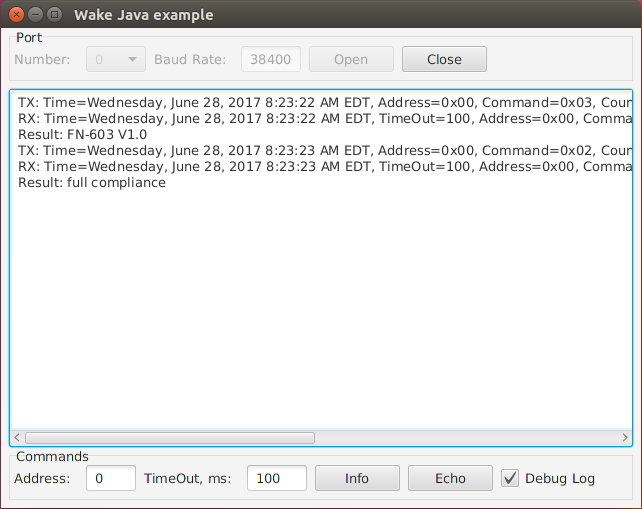 Wake Java example
Port
Number: 0 Baud Rate: 38400 Open Close
TX: Time=Wednesday, June 28, 2017 8:23:22 AM EDT, Address=0x00, Command=0x03, Coun
RX: Time=Wednesday, June 28, 2017 8:23:22 AM EDT, TimeOut=100, Address=0x00, Comma
Result: FN-603 V1.0
TX: Time=Wednesday, June 28, 2017 8:23:23 AM EDT, Address=0x00, Command=0x02, Coun
RX: Time=Wednesday, June 28, 2017 8:23:23 AM EDT, TimeOut=100, Address=0x00, Comma
Result: full compliance
Commands
Address: 0 TimeOut, ms: 100 Info Echo Debug Log